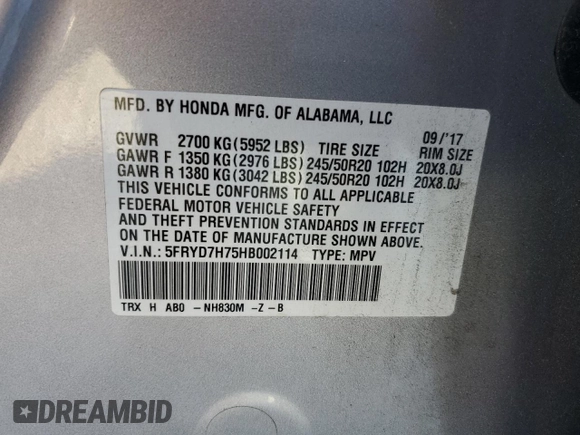 MFD. BY HONDA MFG. OF ALABAMA, LLC
09/'17
GVWR 2700 KG(5952 LBS) TIRE SIZE RIM SIZE
GAWR F 1350 KG(2976 LBS) 245/50R20 102H 20X8.0J
GAWR R 1380 KG(3042 LBS) 245/50R20 102H 20X8.0J
THIS VEHICLE CONFORMS TO ALL APPLICABLE
FEDERAL MOTOR VEHICLE SAFETY
AND THEFT PREVENTION STANDARDS IN EFFECT
ON THE DATE OF MANUFACTURE SHOWN ABOVE.
V.I.N.: 5FRYD7H75HB002114 TYPE: MPV
TRX H AB0 -NH830M -Z -B
DREAMBID